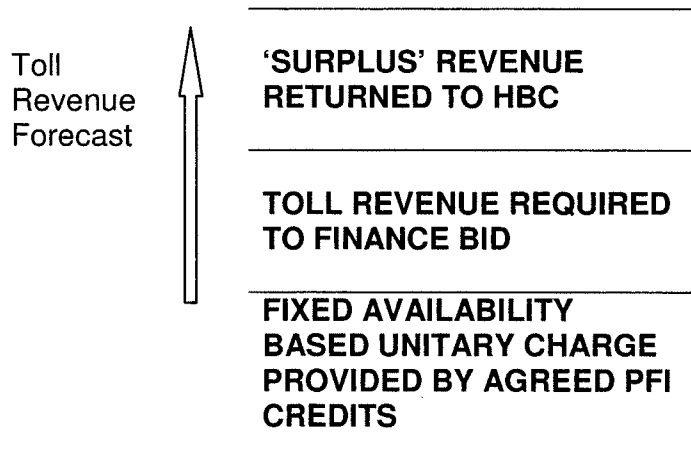 Toll
Revenue
Forecast
‘SURPLUS’ REVENUE
RETURNED TO HBC
TOLL REVENUE REQUIRED
TO FINANCE BID
FIXED AVAILABILITY
BASED UNITARY CHARGE
PROVIDED BY AGREED PFI
CREDITS